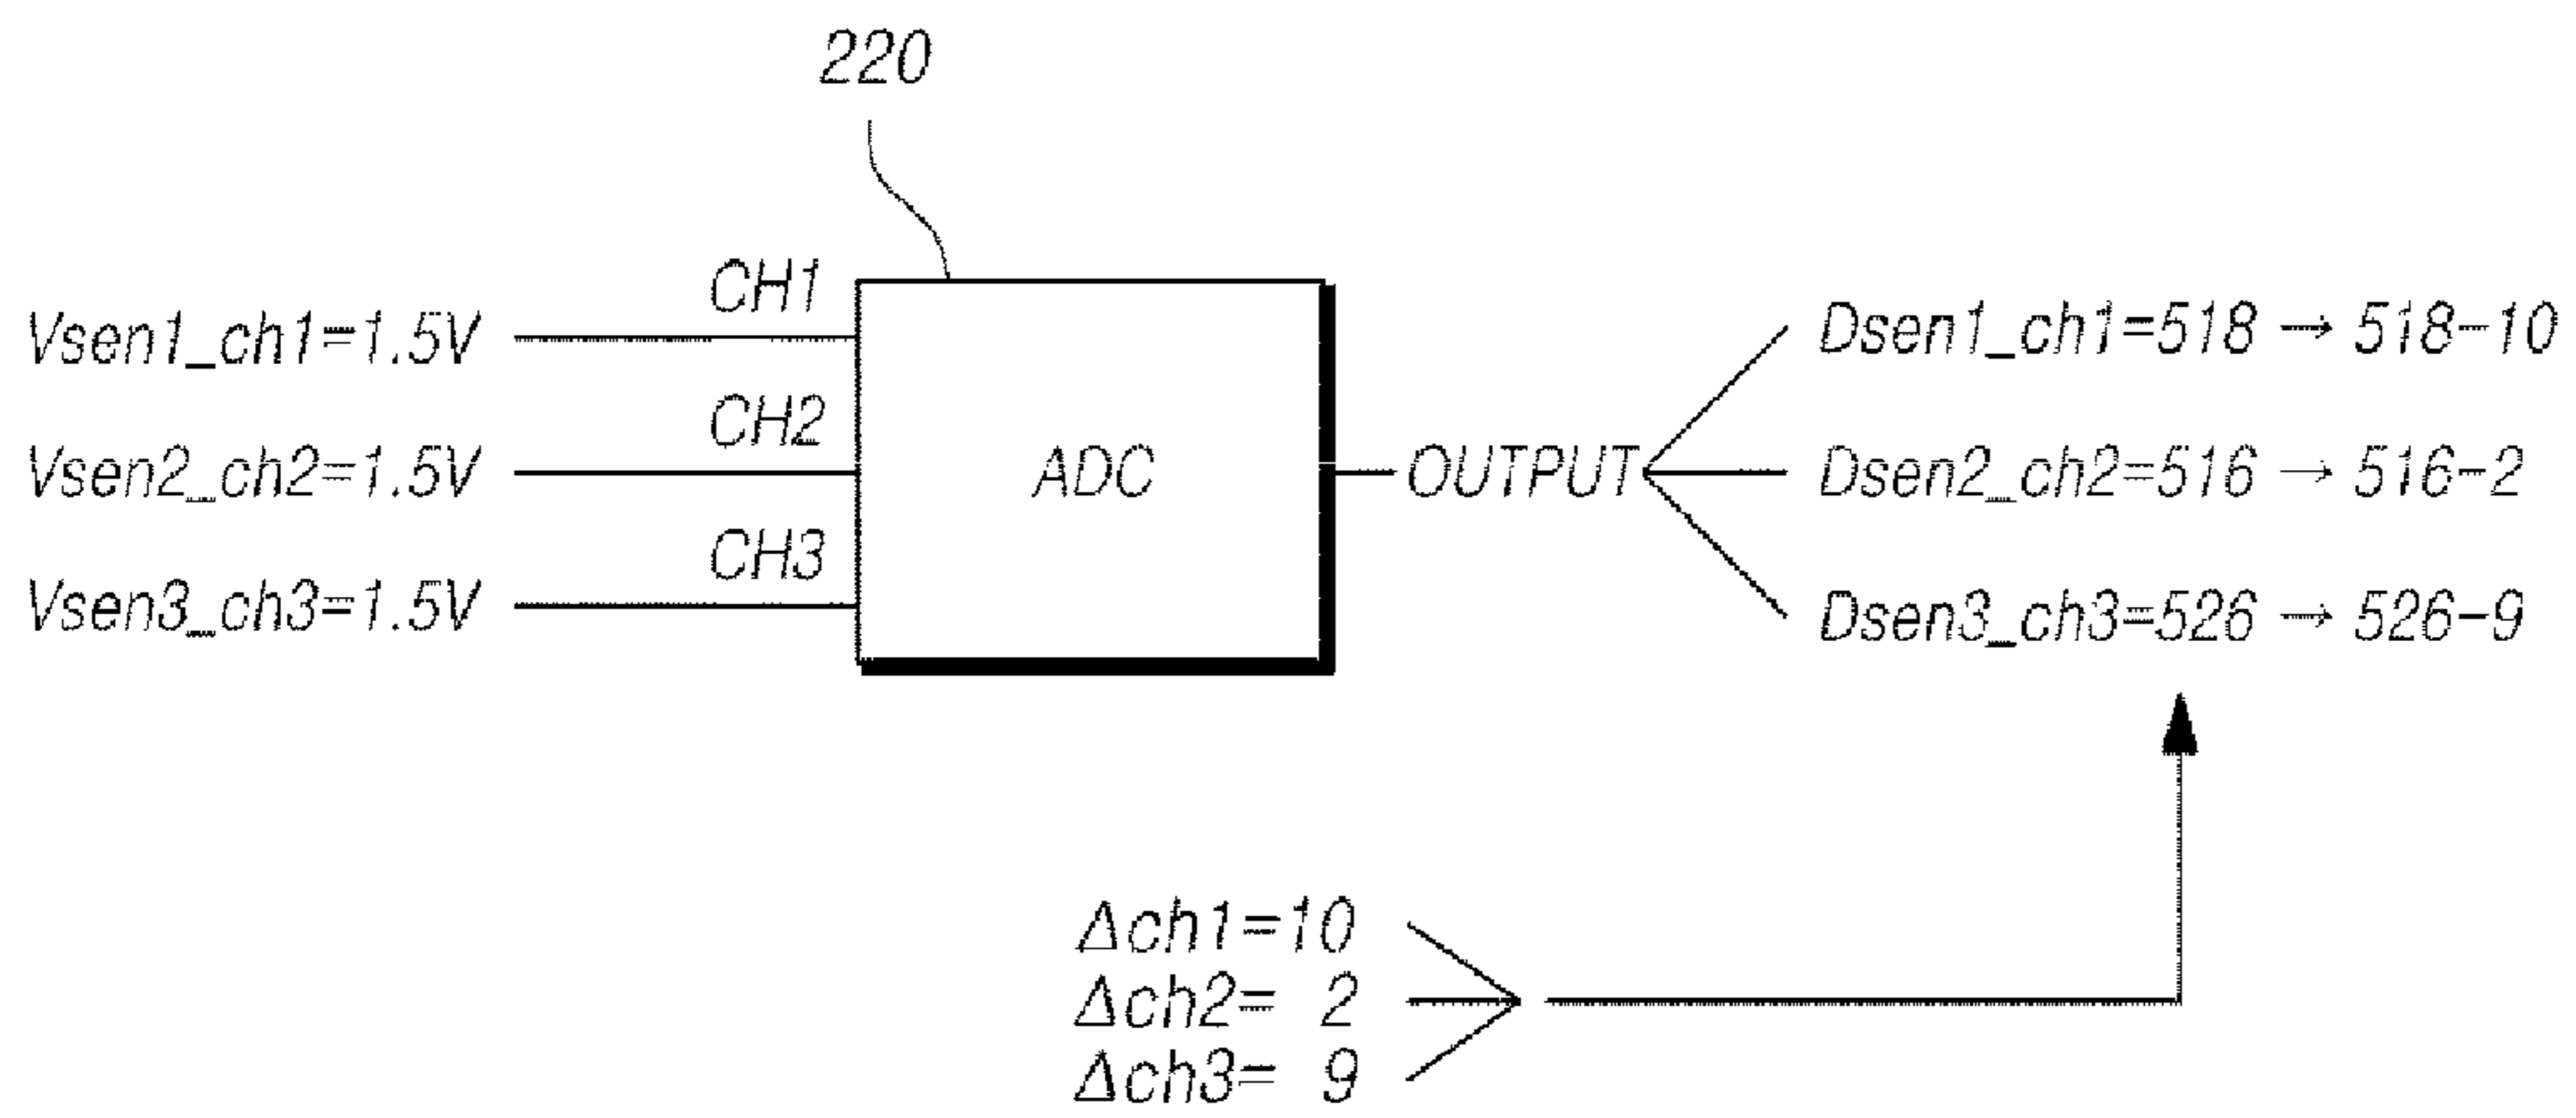 220
CH1
Vsen1_ch1=1.5V
CH2
Vsen2_ch2=1.5V
CH3
Vsen3_ch3=1.5V
ADC
OUTPUT
Dsen1_ch1=518 → 518-10
Dsen2_ch2=516 → 516-2
Dsen3_ch3=526 → 526-9
Δch1=10
Δch2= 2
Δch3= 9